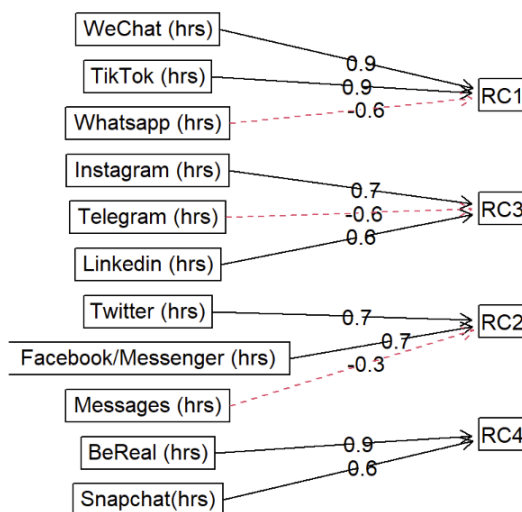 WeChat (hrs)
0.9
TikTok (hrs)
0.9
RC1
Whatsapp (hrs)
-0.6
Instagram (hrs)
0.7
Telegram (hrs)
-0.6
RC3
Linkedin (hrs)
0.6
Twitter (hrs)
0.7
RC2
Facebook/Messenger (hrs)
0.7
Messages (hrs)
-0.3
BeReal (hrs)
0.9
RC4
Snapchat(hrs)
0.6